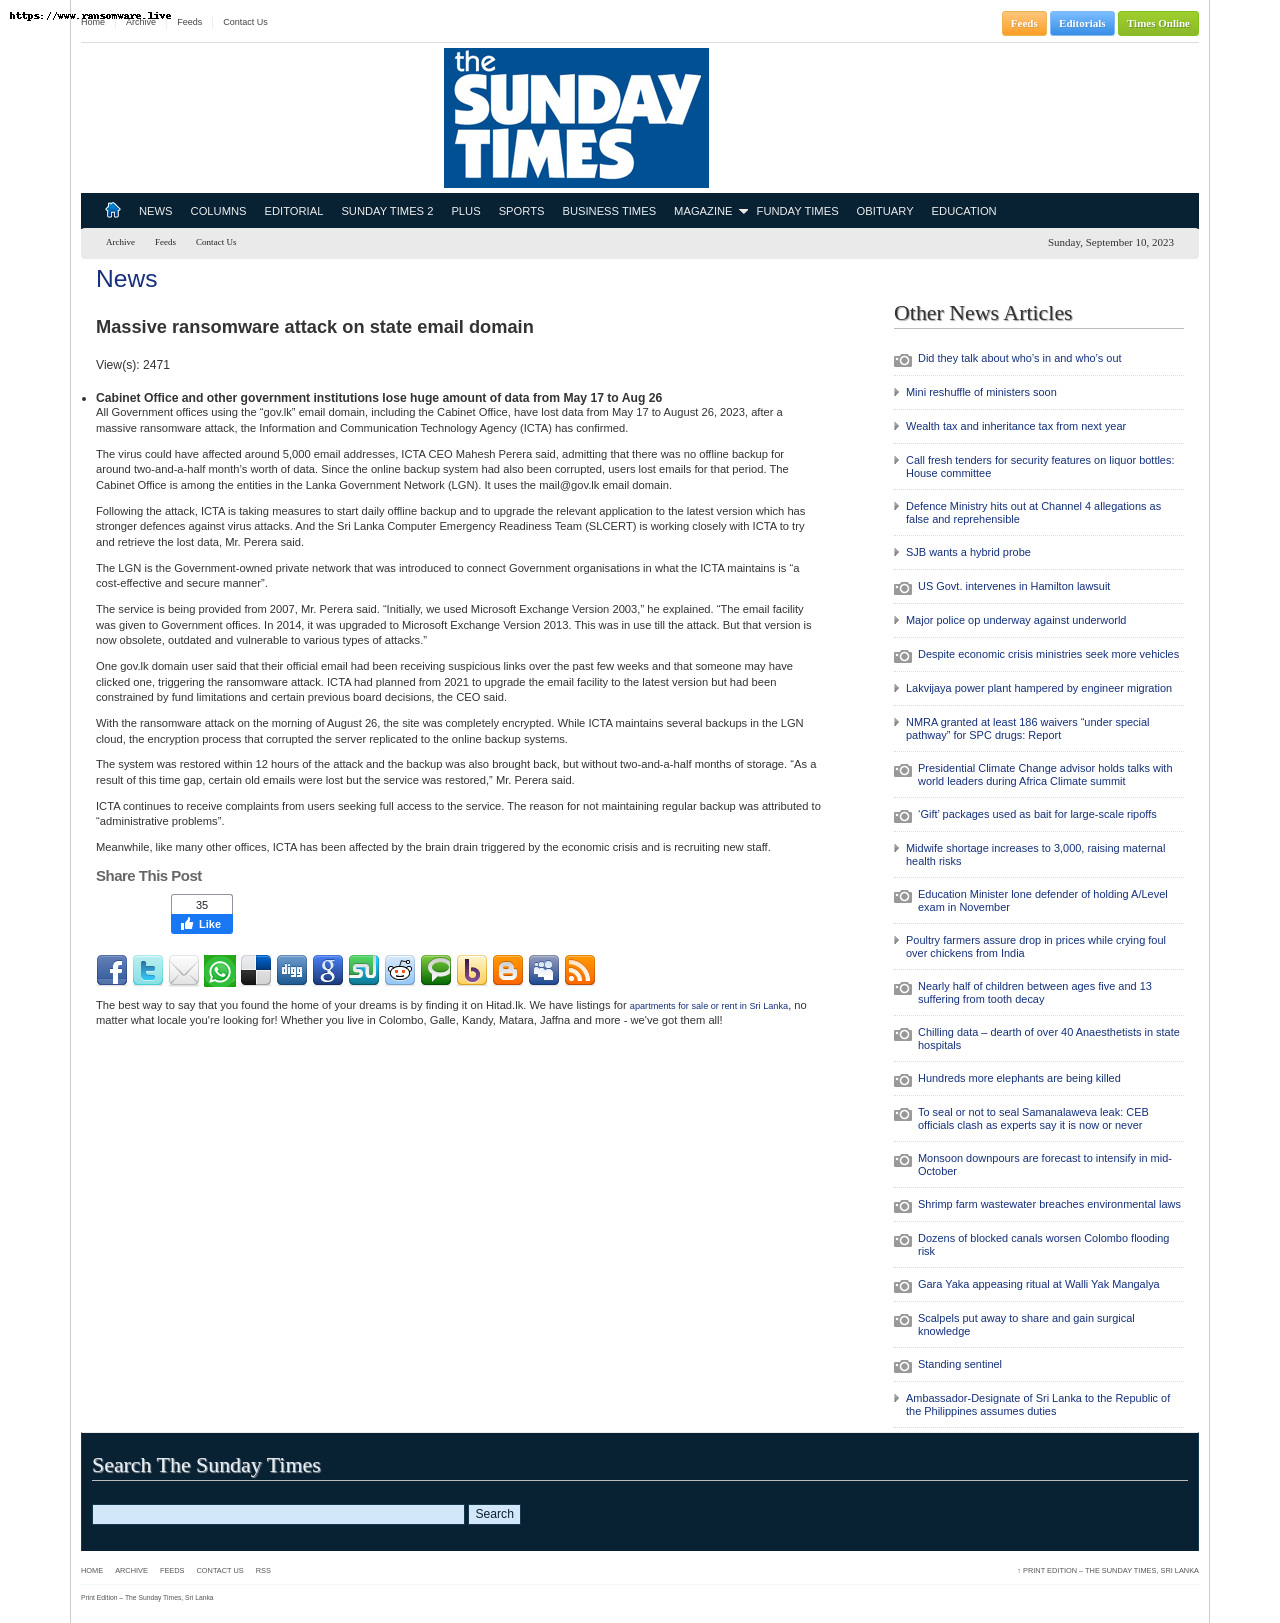 https://www.ransomware.live
Home Archive Feeds Contact Us
Feeds Editorials Times Online
the
SUNDAY
TIMES
NEWS COLUMNS EDITORIAL SUNDAY TIMES 2 PLUS SPORTS BUSINESS TIMES MAGAZINE FUNDAY TIMES OBITUARY EDUCATION
Archive Feeds Contact Us
Sunday, September 10, 2023
News
Massive ransomware attack on state email domain
View(s): 2471
Cabinet Office and other government institutions lose huge amount of data from May 17 to Aug 26
All Government offices using the “gov.lk” email domain, including the Cabinet Office, have lost data from May 17 to August 26, 2023, after a
massive ransomware attack, the Information and Communication Technology Agency (ICTA) has confirmed.
The virus could have affected around 5,000 email addresses, ICTA CEO Mahesh Perera said, admitting that there was no offline backup for
around two-and-a-half month’s worth of data. Since the online backup system had also been corrupted, users lost emails for that period. The
Cabinet Office is among the entities in the Lanka Government Network (LGN). It uses the mail@gov.lk email domain.
Following the attack, ICTA is taking measures to start daily offline backup and to upgrade the relevant application to the latest version which has
stronger defences against virus attacks. And the Sri Lanka Computer Emergency Readiness Team (SLCERT) is working closely with ICTA to try
and retrieve the lost data, Mr. Perera said.
The LGN is the Government-owned private network that was introduced to connect Government organisations in what the ICTA maintains is “a
cost-effective and secure manner”.
The service is being provided from 2007, Mr. Perera said. “Initially, we used Microsoft Exchange Version 2003,” he explained. “The email facility
was given to Government offices. In 2014, it was upgraded to Microsoft Exchange Version 2013. This was in use till the attack. But that version is
now obsolete, outdated and vulnerable to various types of attacks.”
One gov.lk domain user said that their official email had been receiving suspicious links over the past few weeks and that someone may have
clicked one, triggering the ransomware attack. ICTA had planned from 2021 to upgrade the email facility to the latest version but had been
constrained by fund limitations and certain previous board decisions, the CEO said.
With the ransomware attack on the morning of August 26, the site was completely encrypted. While ICTA maintains several backups in the LGN
cloud, the encryption process that corrupted the server replicated to the online backup systems.
The system was restored within 12 hours of the attack and the backup was also brought back, but without two-and-a-half months of storage. “As a
result of this time gap, certain old emails were lost but the service was restored,” Mr. Perera said.
ICTA continues to receive complaints from users seeking full access to the service. The reason for not maintaining regular backup was attributed to
“administrative problems”.
Meanwhile, like many other offices, ICTA has been affected by the brain drain triggered by the economic crisis and is recruiting new staff.
Share This Post
35
Like
digg
The best way to say that you found the home of your dreams is by finding it on Hitad.lk. We have listings for apartments for sale or rent in Sri Lanka, no
matter what locale you're looking for! Whether you live in Colombo, Galle, Kandy, Matara, Jaffna and more - we've got them all!
Other News Articles
Did they talk about who’s in and who’s out
Mini reshuffle of ministers soon
Wealth tax and inheritance tax from next year
Call fresh tenders for security features on liquor bottles:
House committee
Defence Ministry hits out at Channel 4 allegations as
false and reprehensible
SJB wants a hybrid probe
US Govt. intervenes in Hamilton lawsuit
Major police op underway against underworld
Despite economic crisis ministries seek more vehicles
Lakvijaya power plant hampered by engineer migration
NMRA granted at least 186 waivers “under special
pathway” for SPC drugs: Report
Presidential Climate Change advisor holds talks with
world leaders during Africa Climate summit
‘Gift’ packages used as bait for large-scale ripoffs
Midwife shortage increases to 3,000, raising maternal
health risks
Education Minister lone defender of holding A/Level
exam in November
Poultry farmers assure drop in prices while crying foul
over chickens from India
Nearly half of children between ages five and 13
suffering from tooth decay
Chilling data – dearth of over 40 Anaesthetists in state
hospitals
Hundreds more elephants are being killed
To seal or not to seal Samanalaweva leak: CEB
officials clash as experts say it is now or never
Monsoon downpours are forecast to intensify in mid-
October
Shrimp farm wastewater breaches environmental laws
Dozens of blocked canals worsen Colombo flooding
risk
Gara Yaka appeasing ritual at Walli Yak Mangalya
Scalpels put away to share and gain surgical
knowledge
Standing sentinel
Ambassador-Designate of Sri Lanka to the Republic of
the Philippines assumes duties
Search The Sunday Times
Search
HOME ARCHIVE FEEDS CONTACT US RSS
↑ PRINT EDITION – THE SUNDAY TIMES, SRI LANKA
Print Edition – The Sunday Times, Sri Lanka